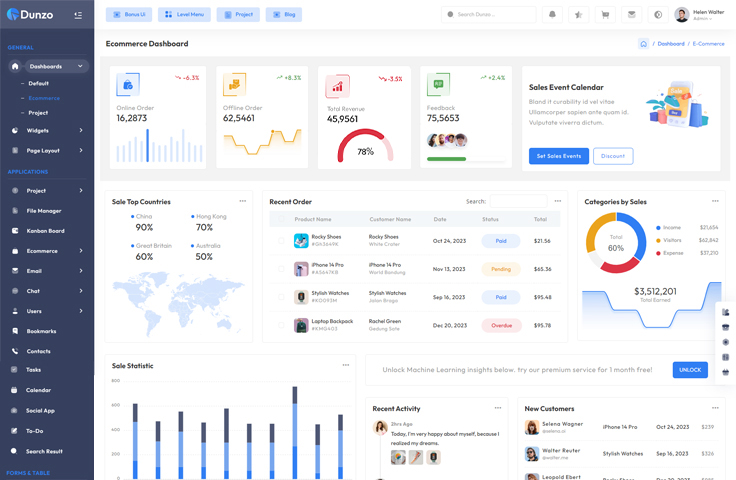 Dunzo
Bonus Ui
Level Menu
Project
Blog
Search Dunzo ...
Helen Walter
Admin
GENERAL
Dashboards
Default
Ecommerce
Project
Widgets
Page Layout
APPLICATIONS
Project
File Manager
Kanban Board
Ecommerce
Email
Chat
Users
Bookmarks
Contacts
Tasks
Calendar
Social App
To-Do
Search Result
FORMS & TABLE
Ecommerce Dashboard
/ Dashboard / E-Commerce
-6.3%
Online Order
16,2873
+8.3%
Offline Order
62,5461
-3.5%
Total Revenue
45,9561
78%
+2.4%
Feedback
75,5653
Sales Event Calendar
Bland it curability id vel vitae
Ullamcorper sapien ante quam id.
Vulputate viverra dictum.
Set Sales Events
Discount
Sale Top Countries
China
90%
Hong Kong
70%
Great Britain
60%
Australia
50%
Recent Order
Search:
Product Name Customer Name Date Status Total
Rocky Shoes Rocky Shoes Oct 24, 2023 Paid $21.56
White Crater
iPhone 14 Pro iPhone 14 Pro Nov 13, 2023 Pending $65.36
World Bandung
Stylish Watches Stylish Watches Sep 16, 2023 Paid $95.48
Jalan Braga
Laptop Backpack Rachel Green Dec 20, 2023 Overdue $95.78
#KMS403 Gedung Sate
Categories by Sales
Total
60%
Income $21,654
Visitors $62,842
Expense $37,210
$3,512,201
Total Earned
Sale Statistic
800
600
400
200
0
Unlock Machine Learning insights below, try our premium service for 1 month free!
UNLOCK
Recent Activity
2hrs Ago
Today, I'm very happy about myself, because I
realized my dreams.
New Customers
Selena Wagner iPhone 14 Pro Oct 24, 2023 $239
@selena.is
Walter Reuter Stylish Watches Sep 16, 2023 $326
@walter.me
Leopold Ebert